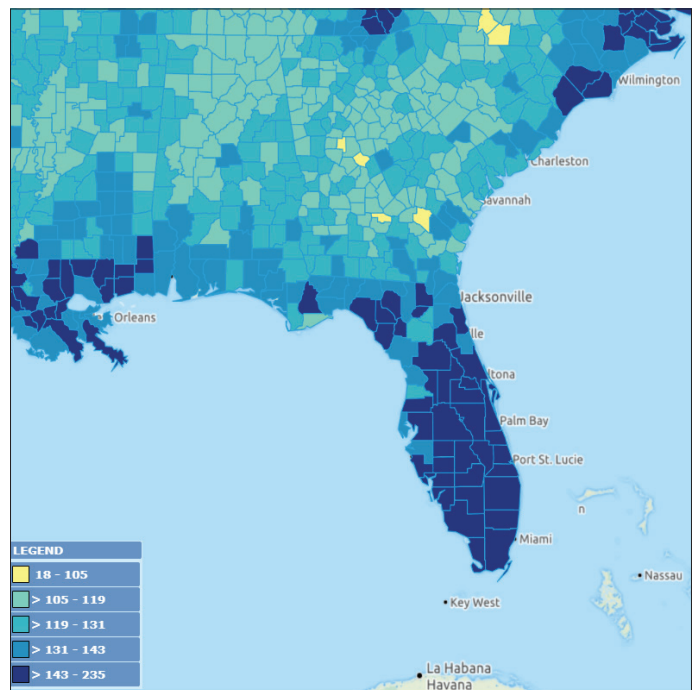 Wilmington
Charleston
Savannah
Jacksonville
lle
Orleans
ltona
Palm Bay
Port St. Lucie
n
Miami
LEGEND
18 - 105
Nassau
> 105 - 119
Key West
> 119 - 131
> 131 - 143
> 143 - 235
La Habana
Havana